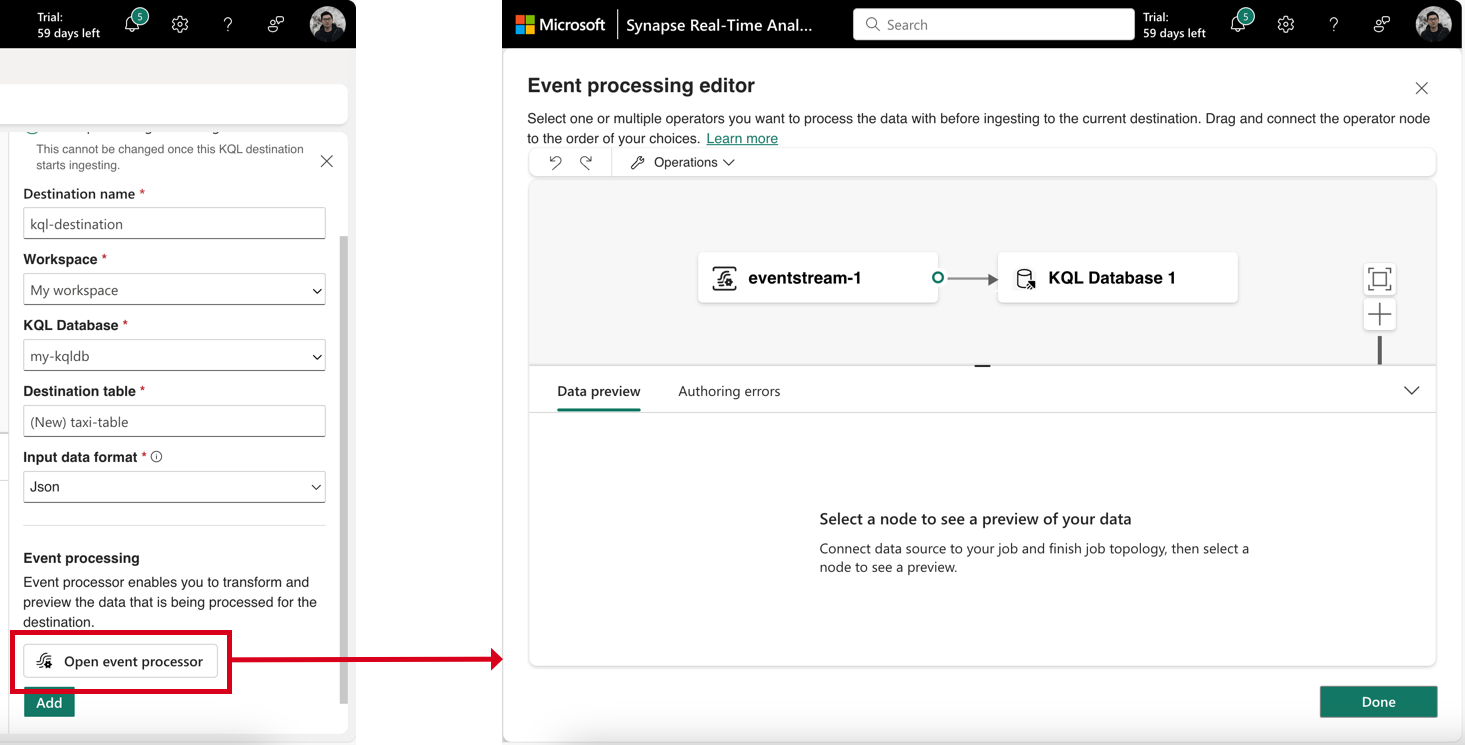 Trial:
59 days left
5
This cannot be changed once this KQL destination
starts ingesting.
Destination name *
kql-destination
Workspace *
My workspace
KQL Database *
my-kqldb
Destination table *
(New) taxi-table
Input data format *
Json
Event processing
Event processor enables you to transform and
preview the data that is being processed for the
destination.
Open event processor
Add
Microsoft
Synapse Real-Time Anal...
Search
Trial:
59 days left
5
Event processing editor
Select one or multiple operators you want to process the data with before ingesting to the current destination. Drag and connect the operator node
to the order of your choices. Learn more
Operations
eventstream-1
KQL Database 1
Data preview
Authoring errors
Select a node to see a preview of your data
Connect data source to your job and finish job topology, then select a
node to see a preview.
Done